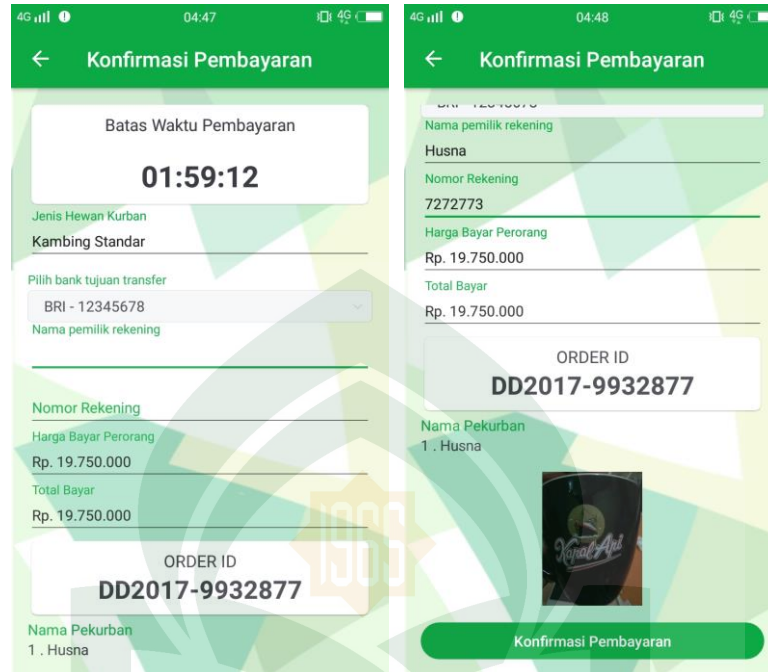 4G
04:47
4G
Konfirmasi Pembayaran
Batas Waktu Pembayaran
01:59:12
Jenis Hewan Kurban
Kambing Standar
Pilih bank tujuan transfer
BRI - 12345678
Nama pemilik rekening
Nomor Rekening
Harga Bayar Perorang
Rp. 19.750.000
Total Bayar
Rp. 19.750.000
ORDER ID
DD2017-9932877
Nama Pekurban
1 . Husna
1965
4G
04:48
4G
Konfirmasi Pembayaran
BRI - 12345678
Nama pemilik rekening
Husna
Nomor Rekening
7272773
Harga Bayar Perorang
Rp. 19.750.000
Total Bayar
Rp. 19.750.000
ORDER ID
DD2017-9932877
Nama Pekurban
1 . Husna
Kapal Api
Konfirmasi Pembayaran